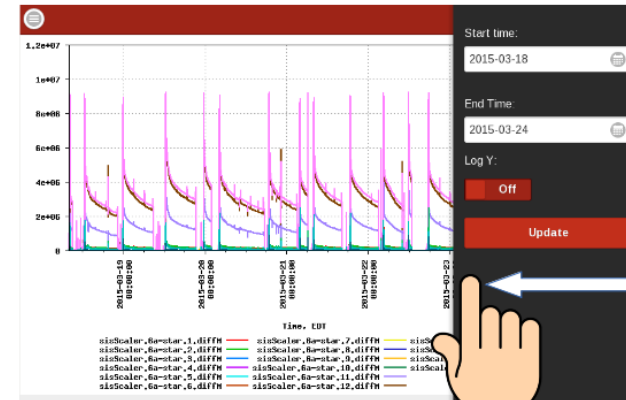 1.2e+07
1e+07
8e+06
6e+06
4e+06
2e+06
0
2015-03-19
00:00:00
2015-03-20
00:00:00
2015-03-21
00:00:00
2015-03-22
00:00:00
2015-03-23
Time, EDT
sisScaler.6a-star.1.diffM sisScaler.6a-star.7.diffM
sisScaler.6a-star.2.diffM sisScaler.6a-star.8.diffM
sisScaler.6a-star.3.diffM sisScaler.6a-star.9.diffM
sisScaler.6a-star.4.diffM sisScaler.6a-star.10.diffM
sisScaler.6a-star.5.diffM sisScaler.6a-star.11.diffM
sisScaler.6a-star.6.diffM sisScaler.6a-star.12.diffM
Start time:
2015-03-18
End Time:
2015-03-24
Log Y:
Off
Update